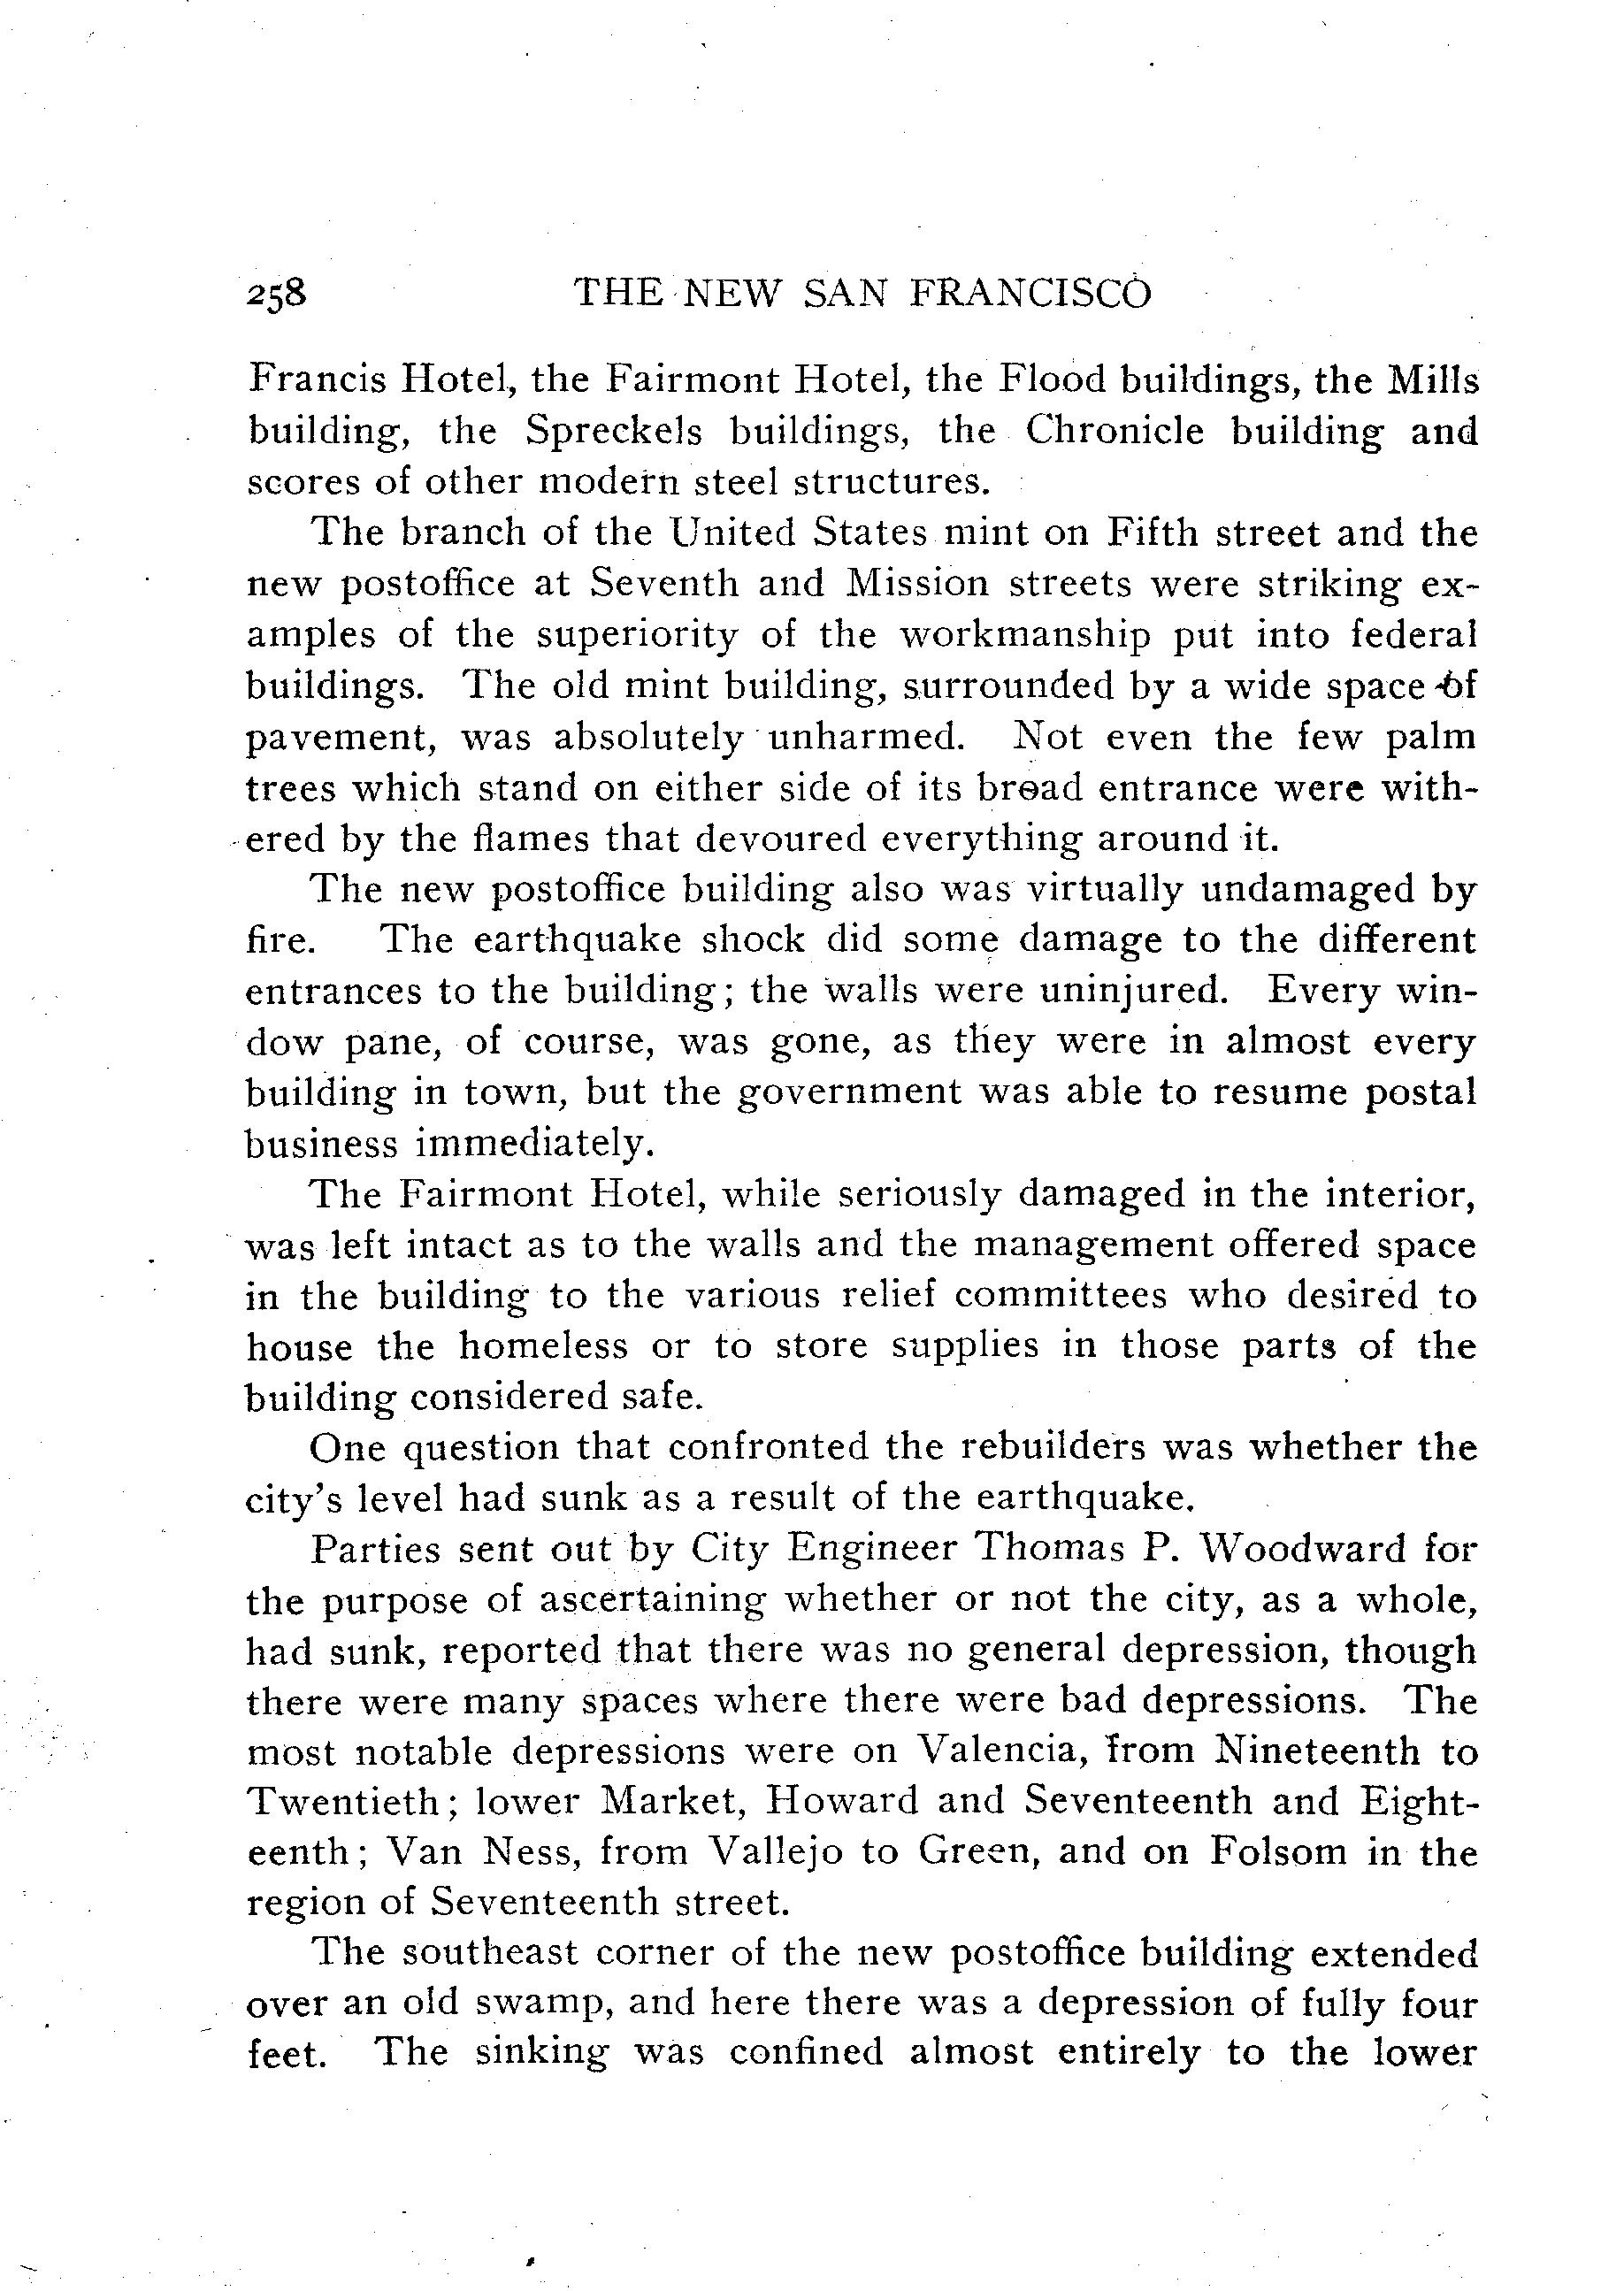 258 THE NEW SAN FRANCISCO
Francis Hotel, the Fairmont Hotel, the Flood buildings, the Mills
building, the Spreckels buildings, the Chronicle building and
scores of other modern steel structures.
The branch of the United States mint on Fifth street and the
new postoffice at Seventh and Mission streets were striking ex-
amples of the superiority of the workmanship put into federal
buildings. The old mint building, surrounded by a wide space of
pavement, was absolutely unharmed. Not even the few palm
trees which stand on either side of its broad entrance were with-
ered by the flames that devoured everything around it.
The new postoffice building also was virtually undamaged by
fire. The earthquake shock did some damage to the different
entrances to the building; the walls were uninjured. Every win-
dow pane, of course, was gone, as they were in almost every
building in town, but the government was able to resume postal
business immediately.
The Fairmont Hotel, while seriously damaged in the interior,
was left intact as to the walls and the management offered space
in the building to the various relief committees who desired to
house the homeless or to store supplies in those parts of the
building considered safe.
One question that confronted the rebuilders was whether the
city's level had sunk as a result of the earthquake.
Parties sent out by City Engineer Thomas P. Woodward for
the purpose of ascertaining whether or not the city, as a whole,
had sunk, reported that there was no general depression, though
there were many spaces where there were bad depressions. The
most notable depressions were on Valencia, from Nineteenth to
Twentieth; lower Market, Howard and Seventeenth and Eight-
eenth; Van Ness, from Vallejo to Green, and on Folsom in the
region of Seventeenth street.
The southeast corner of the new postoffice building extended
over an old swamp, and here there was a depression of fully four
feet. The sinking was confined almost entirely to the lower